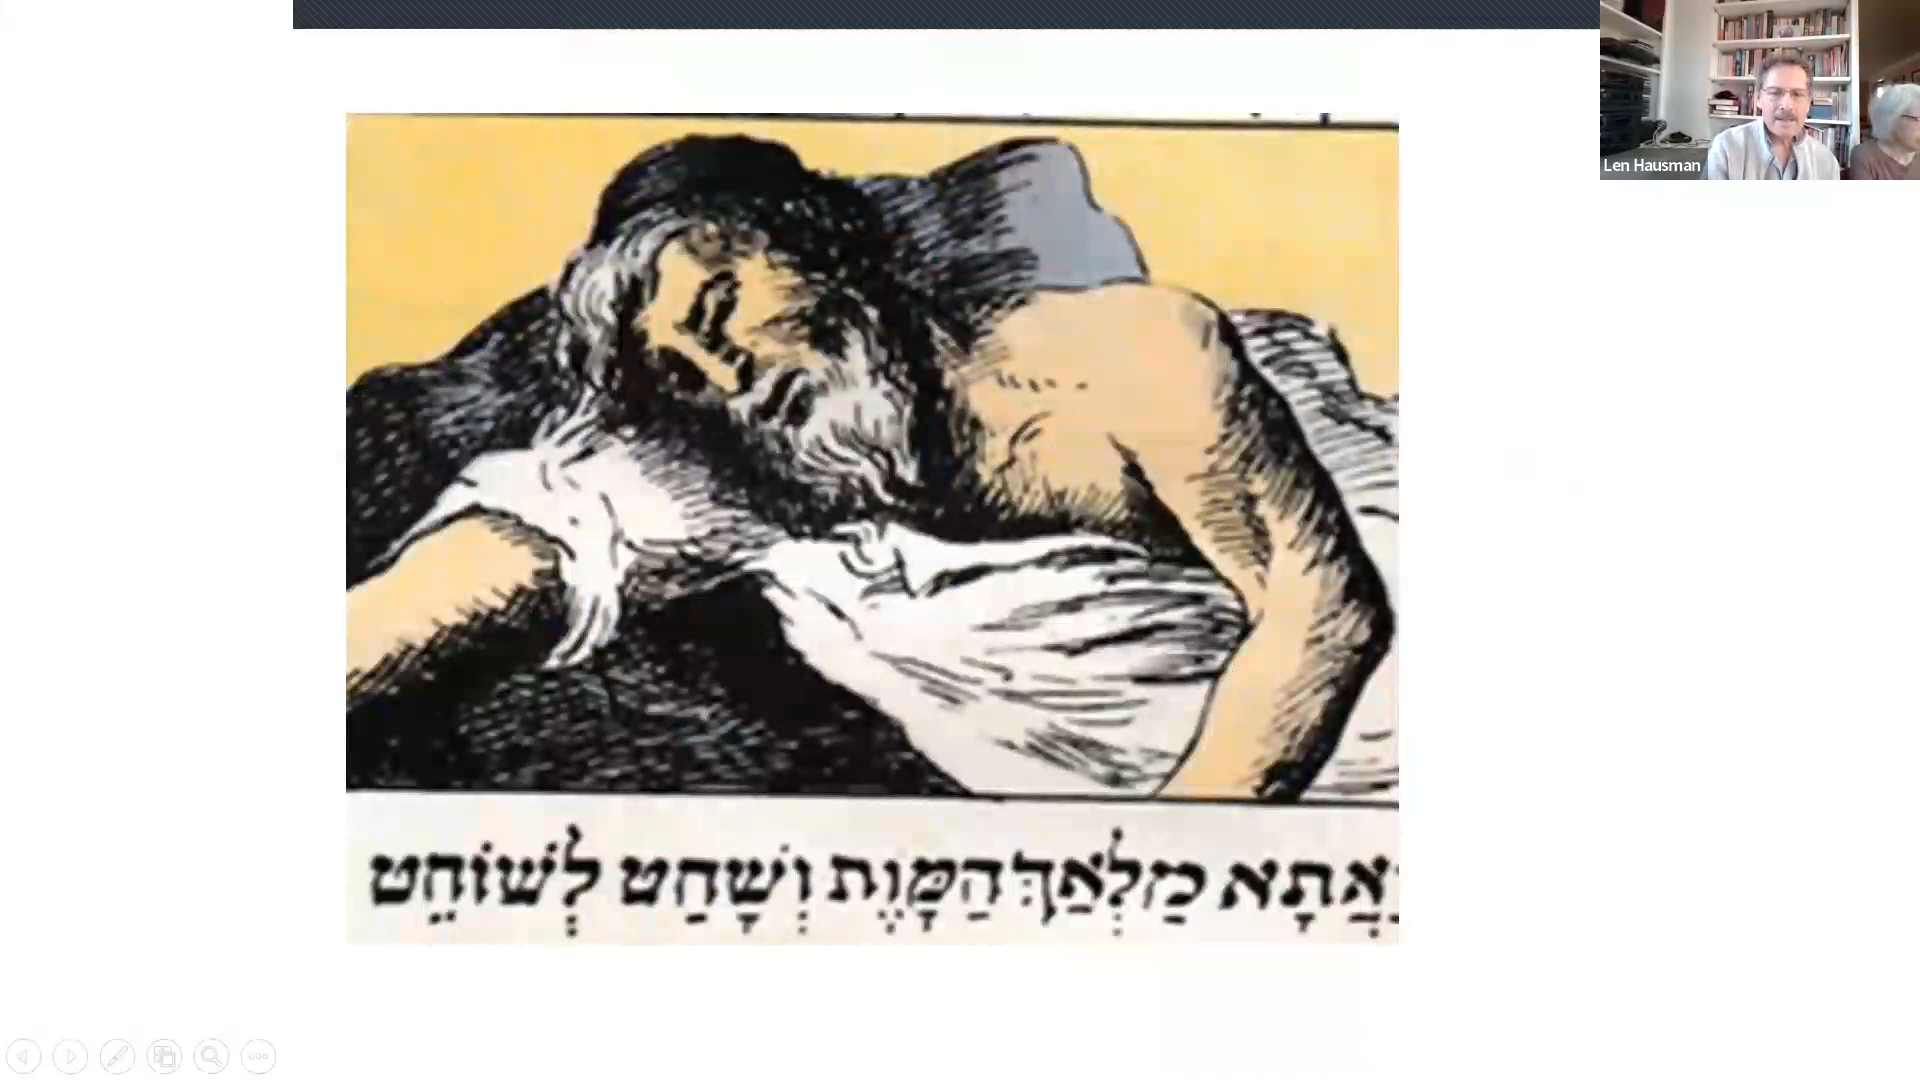 וַאֲתָא מַלְאַךְ הַמָּוֶת וְשָׁחַט לְשׁוֹחֵט
Len Hausman